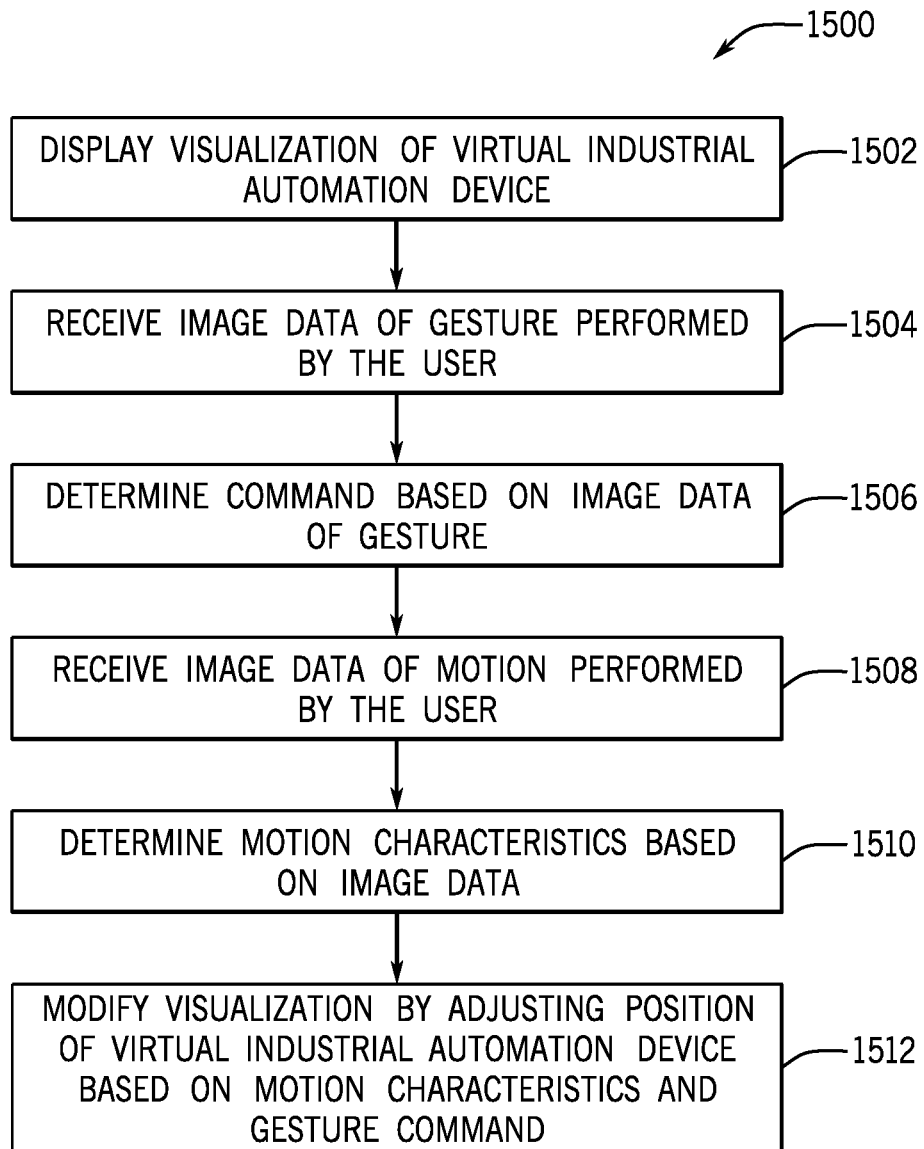 1500
DISPLAY VISUALIZATION OF VIRTUAL INDUSTRIAL
AUTOMATION DEVICE
1502
RECEIVE IMAGE DATA OF GESTURE PERFORMED
BY THE USER
1504
DETERMINE COMMAND BASED ON IMAGE DATA
OF GESTURE
1506
RECEIVE IMAGE DATA OF MOTION PERFORMED
BY THE USER
1508
DETERMINE MOTION CHARACTERISTICS BASED
ON IMAGE DATA
1510
MODIFY VISUALIZATION BY ADJUSTING POSITION
OF VIRTUAL INDUSTRIAL AUTOMATION DEVICE
BASED ON MOTION CHARACTERISTICS AND
GESTURE COMMAND
1512